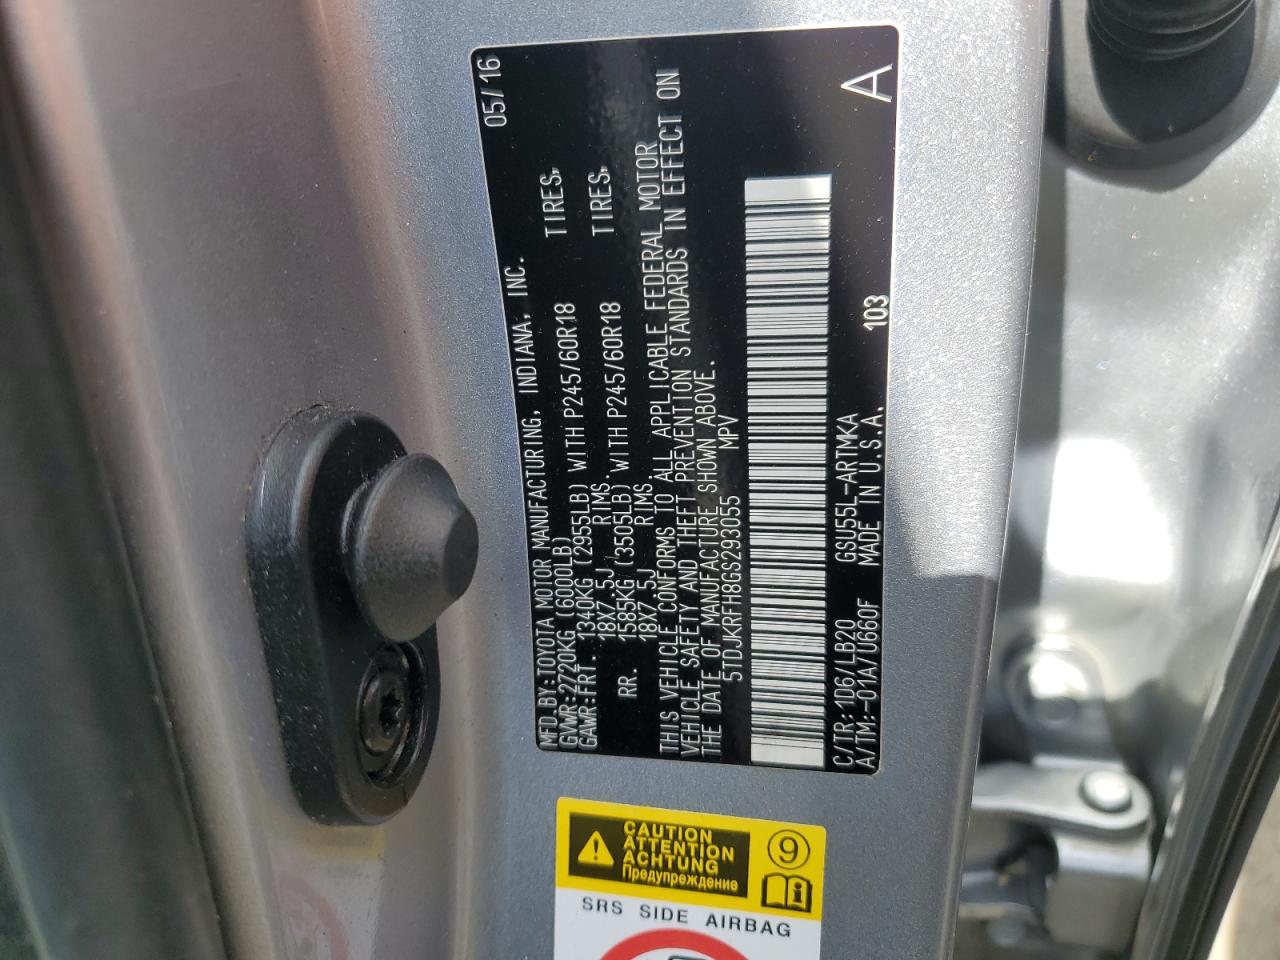 MFD.BY:TOYOTA MOTOR MANUFACTURING, INDIANA, INC. 05/16
GVWR:2720KG(6000LB)
GAWR:FRT. 1340KG (2955LB) WITH P245/60R18 TIRES,
18X7.5J RIMS.
RR. 1585KG (3505LB) WITH P245/60R18 TIRES,
18X7.5J RIMS.
THIS VEHICLE CONFORMS TO ALL APPLICABLE FEDERAL MOTOR
VEHICLE SAFETY AND THEFT PREVENTION STANDARDS IN EFFECT ON
THE DATE OF MANUFACTURE SHOWN ABOVE.
5TDJKRFH8GS293055 MPV
C/TR:1D6/LB20 GSU55L-ARTMKA A
A/TM:-01A/U660F MADE IN U.S.A. 103
CAUTION
ATTENTION
ACHTUNG
Предупреждение
9
i
SRS SIDE AIRBAG